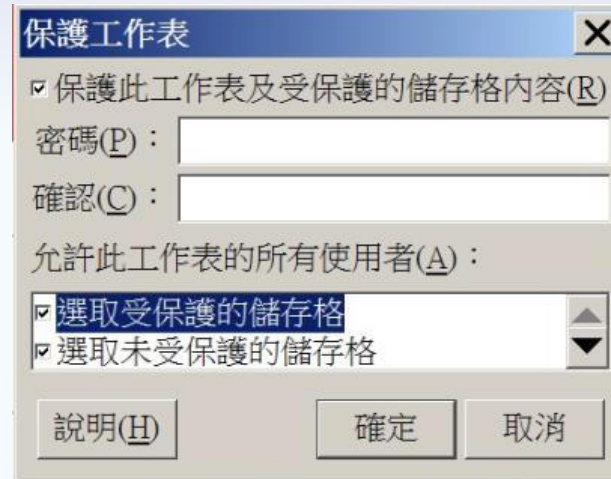 保護工作表
保護此工作表及受保護的儲存格內容(R)
密碼(P)：
確認(C)：
允許此工作表的所有使用者(A)：
選取受保護的儲存格
選取未受保護的儲存格
說明(H) 確定 取消